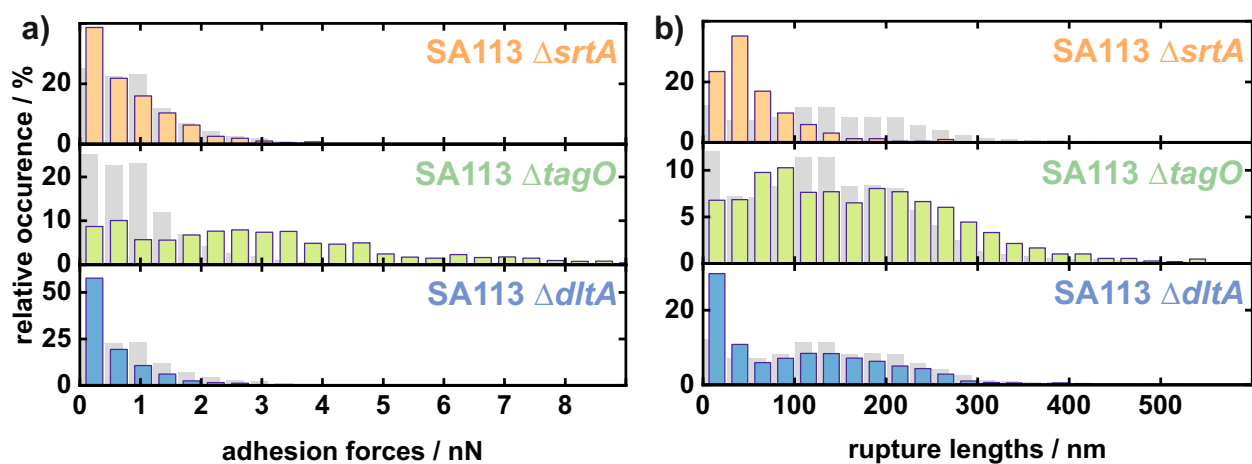 a)
relative occurence / %
SA113 ΔsrtA
20
0
SA113 ΔtagO
20
10
0
SA113 ΔdltA
50
25
0
0 1 2 3 4 5 6 7 8
adhesion forces / nN
b)
SA113 ΔsrtA
20
0
SA113 ΔtagO
10
5
0
SA113 ΔdltA
20
0
0 100 200 300 400 500
rupture lengths / nm